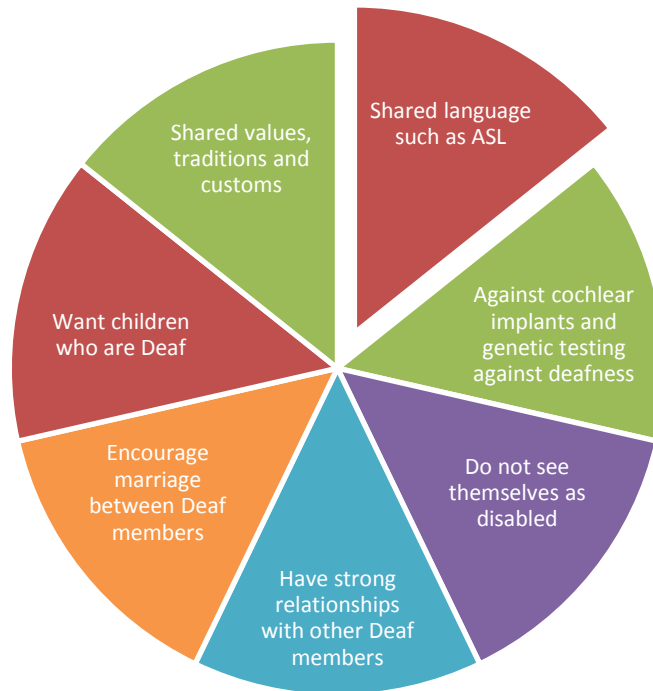 Shared language
such as ASL
Against cochlear
implants and
genetic testing
against deafness
Do not see
themselves as
disabled
Have strong
relationships
with other Deaf
members
Encourage
marriage
between Deaf
members
Want children
who are Deaf
Shared values,
traditions and
customs